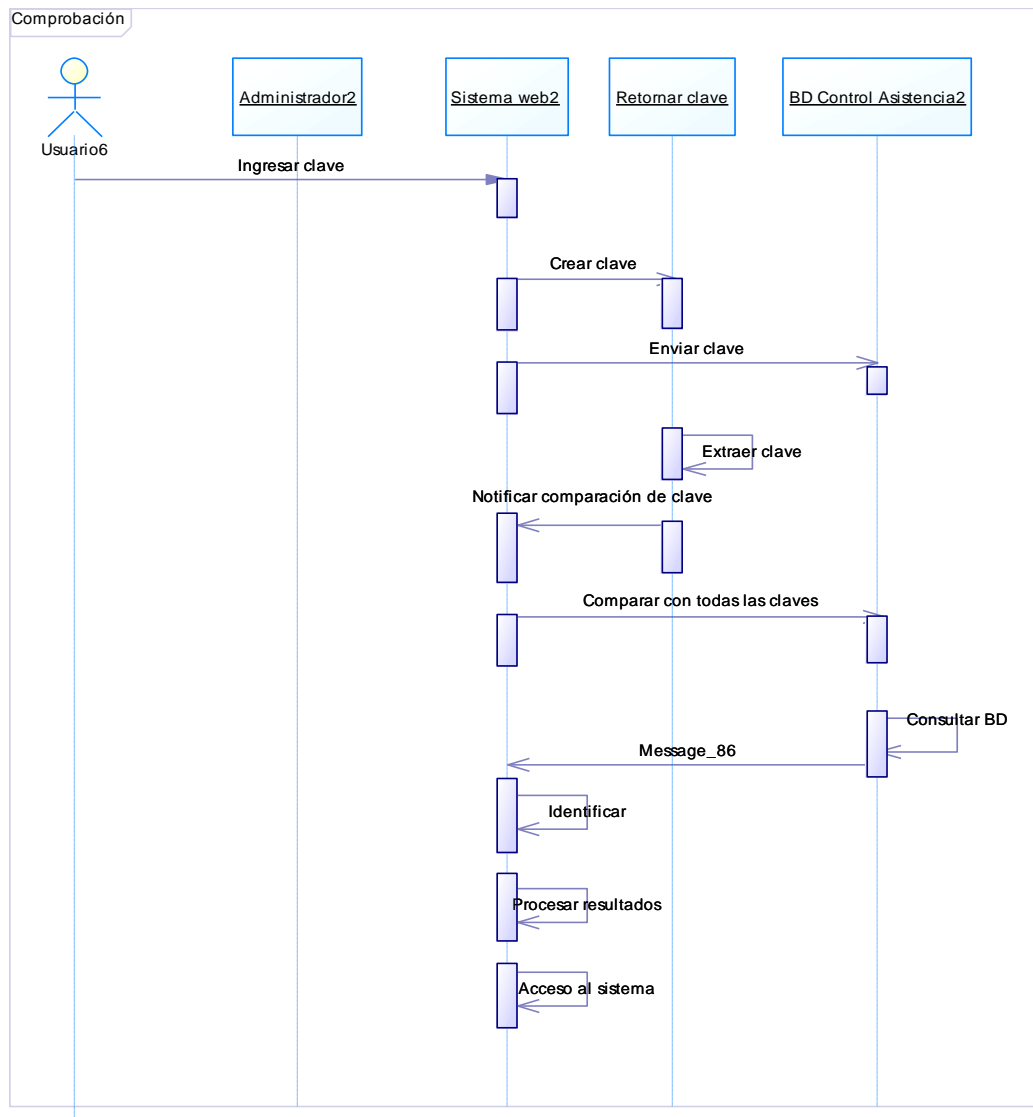 Comprobación
Usuario6
Administrador2
Sistema web2
Retornar clave
BD Control Asistencia2
Ingresar clave
Crear clave
Enviar clave
Extraer clave
Notificar comparación de clave
Comparar con todas las claves
Consultar BD
Message_86
Identificar
Procesar resultados
Acceso al sistema